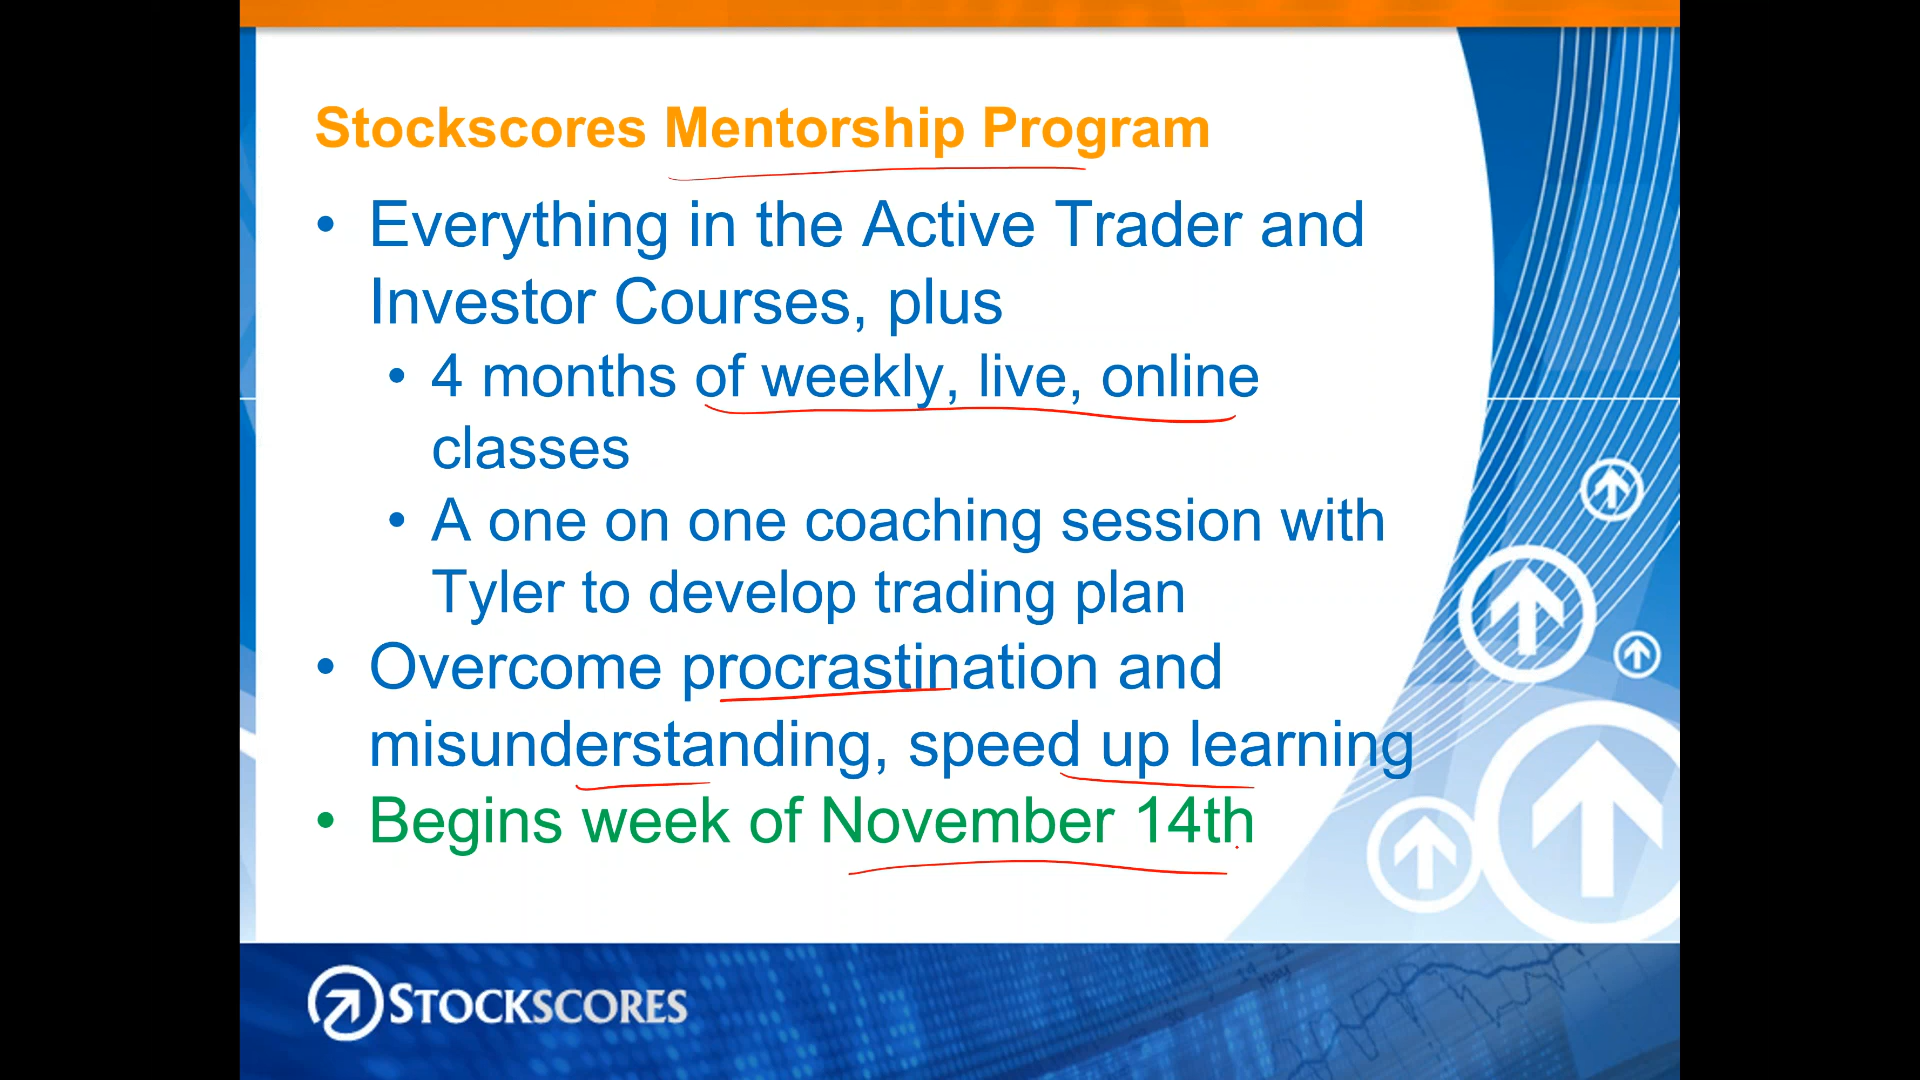 Stockscores Mentorship Program
• Everything in the Active Trader and
Investor Courses, plus
• 4 months of weekly, live, online
classes
• A one on one coaching session with
Tyler to develop trading plan
• Overcome procrastination and
misunderstanding, speed up learning
• Begins week of November 14th
STOCKSCORES